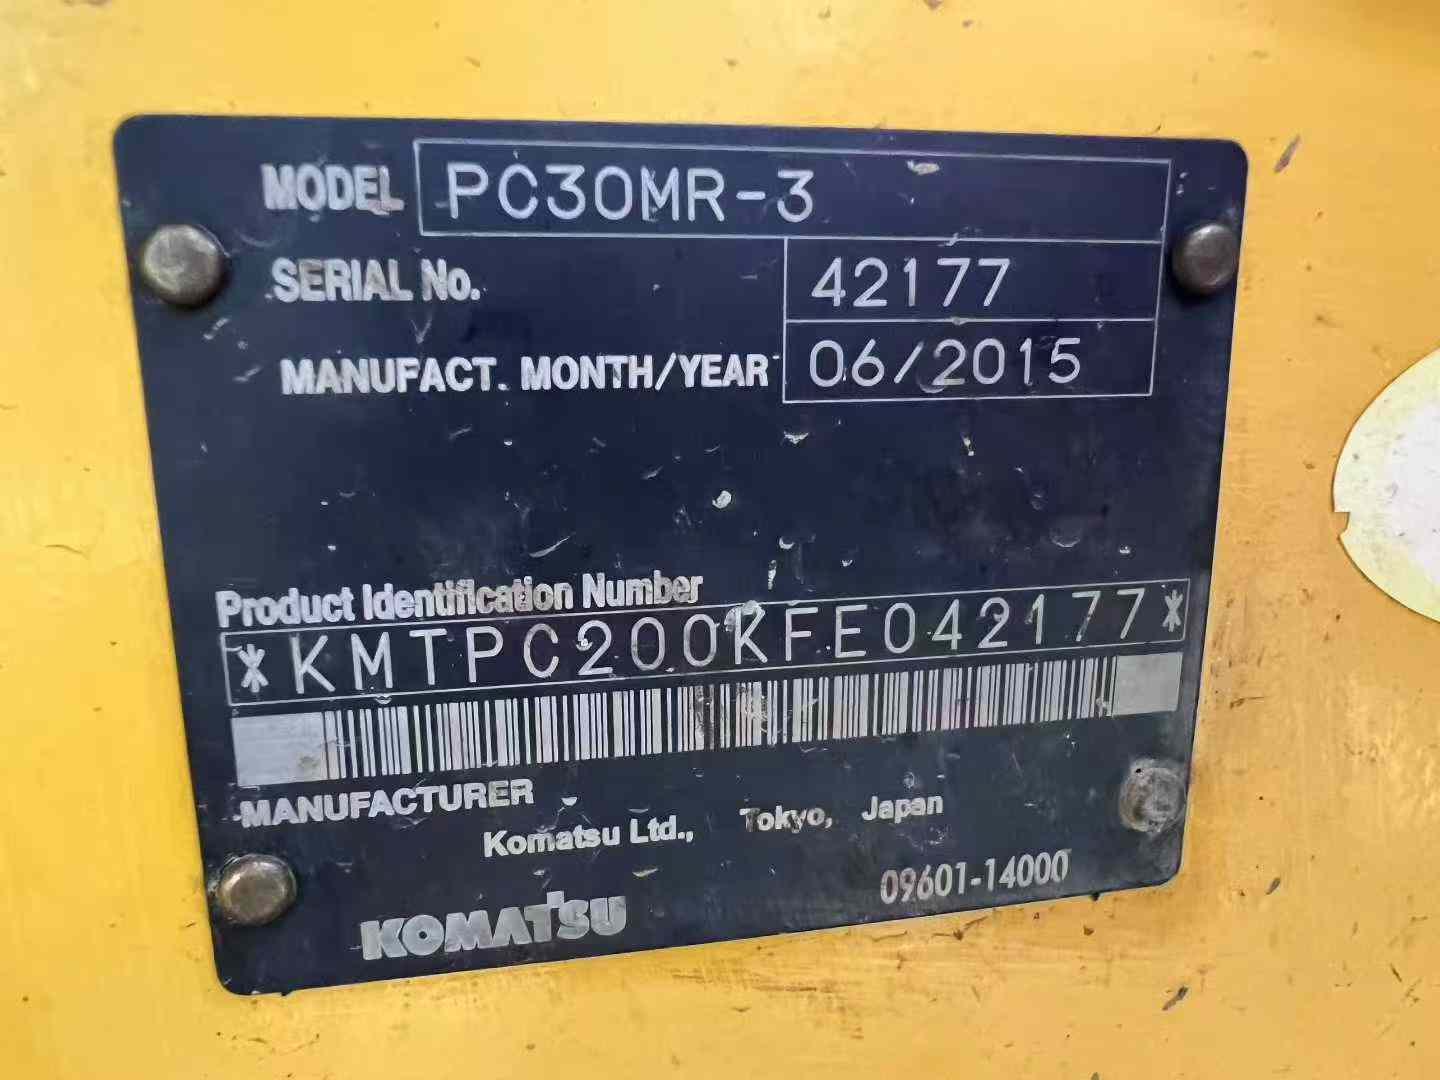 MODEL PC30MR-3
SERIAL No. 42177
MANUFACT. MONTH/YEAR 06/2015
Product Identification Number
*KMTPC200KFE042177*
MANUFACTURER
Komatsu Ltd., Tokyo, Japan
09601-14000
KOMATSU